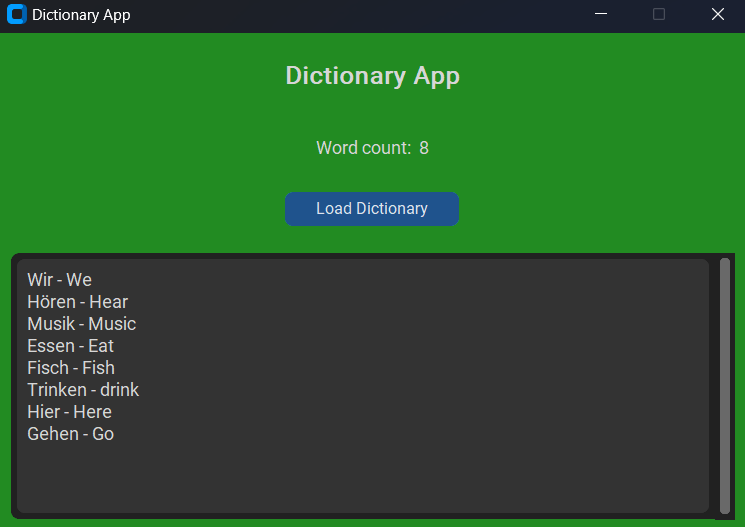 Dictionary App
Dictionary App
Word count: 8
Load Dictionary
Wir - We
Hören - Hear
Musik - Music
Essen - Eat
Fisch - Fish
Trinken - drink
Hier - Here
Gehen - Go